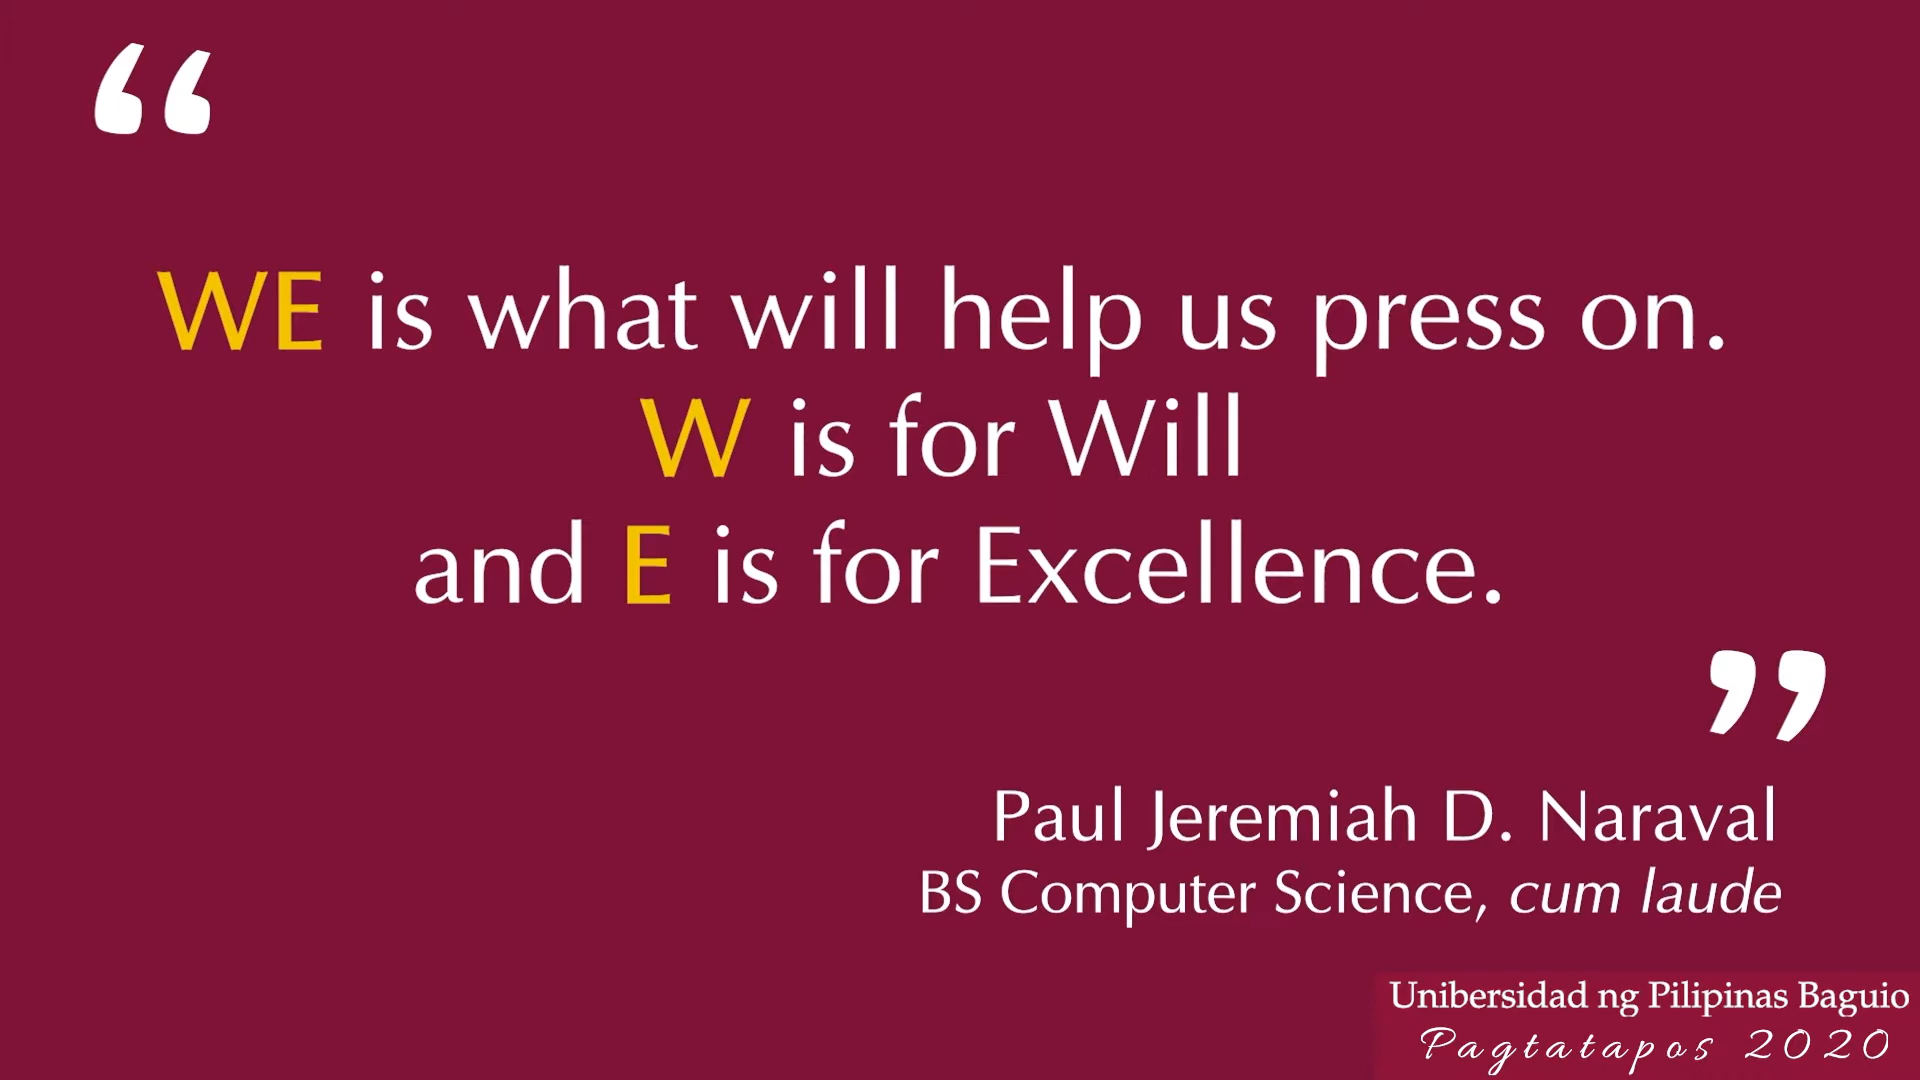 “
WE is what will help us press on.
W is for Will
and E is for Excellence.
”
Paul Jeremiah D. Naraval
BS Computer Science, cum laude
Unibersidad ng Pilipinas Baguio
Pagtatapos 2020